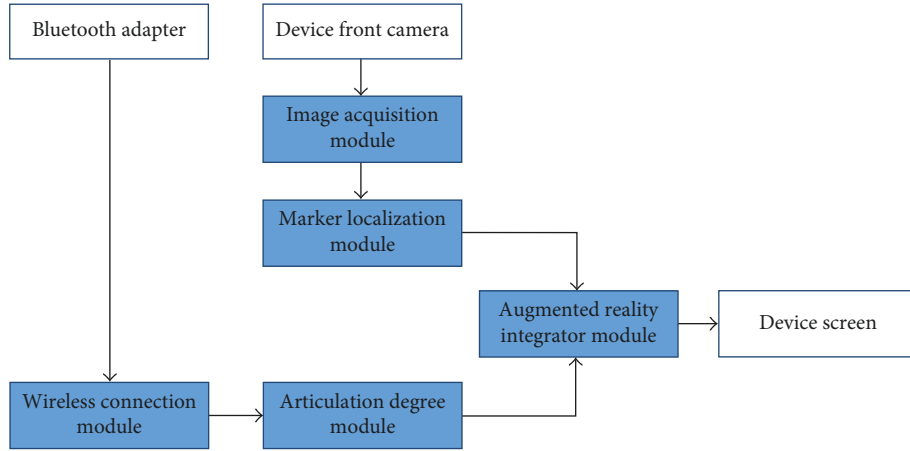 Bluetooth adapter
Device front camera
Image acquisition
module
Marker localization
module
Augmented reality
integrator module
Device screen
Wireless connection
module
Articulation degree
module